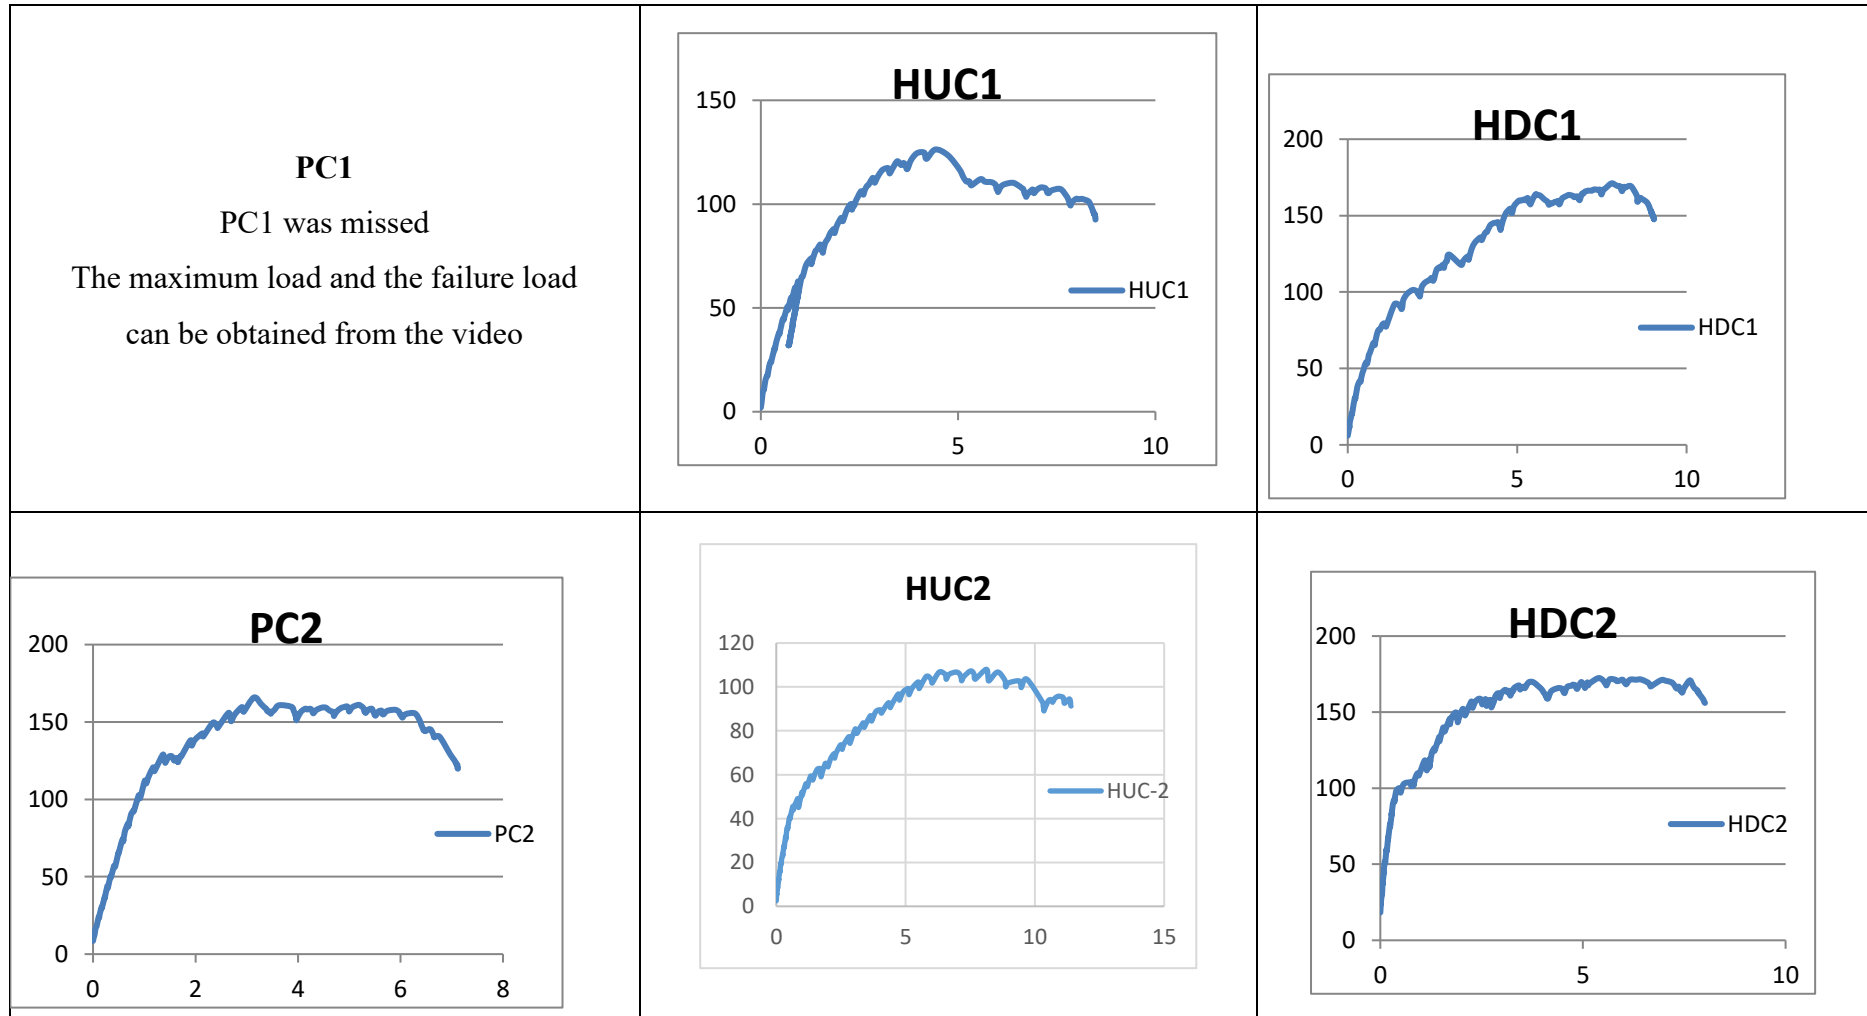 PC1
PC1 was missed
The maximum load and the failure load
can be obtained from the video
HUC1
150
100
50
0
0 5 10
HUC1
HDC1
200
150
100
50
0
0 5 10
HDC1
PC2
200
150
100
50
0
0 2 4 6 8
PC2
HUC2
120
100
80
60
40
20
0
0 5 10 15
HUC-2
HDC2
200
150
100
50
0
0 5 10
HDC2